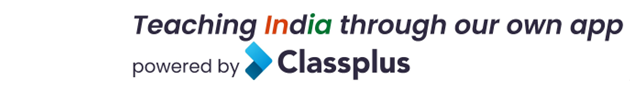 Teaching India through our own app
powered by Classplus